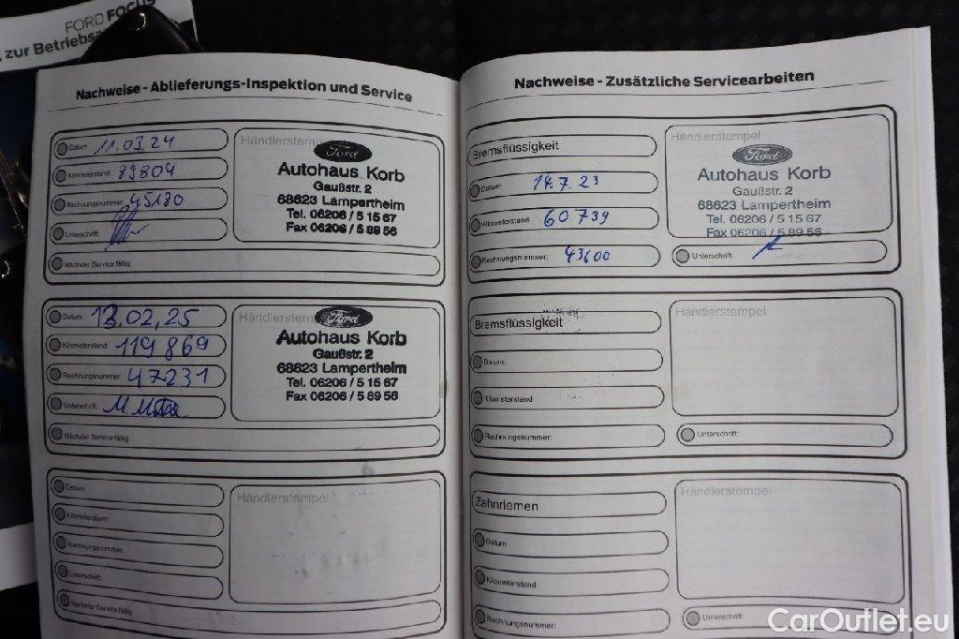 FORD FOCUS
zur Betriebs
Nachweise - Ablieferungs-Inspektion und Service
Datum: 11.03.24
Kilometerstand: 89804
Rechnungsnummer: 45180
Unterschrift:
Nächster Service fällig:
Händlerstempel
Ford
Autohaus Korb
Gaußstr. 2
68623 Lampertheim
Tel. 06206 / 5 15 67
Fax 06206 / 5 89 56
Datum: 13.02.25
Kilometerstand: 119869
Rechnungsnummer: 47231
Unterschrift:
Nächster Service fällig:
Händlerstem
Ford
Autohaus Korb
Gaußstr. 2
68623 Lampertheim
Tel. 06206 / 5 15 67
Fax 06206 / 5 89 56
Datum:
Kilometerstand:
Rechnungsnummer:
Unterschrift:
Nächster Service fällig:
Händlerstempel
Nachweise - Zusätzliche Servicearbeiten
Bremsflüssigkeit
Datum: 14.7.23
Kilometerstand 60739
Rechnungsnummer: 43600
Händlerstempel
Ford
Autohaus Korb
Gaußstr. 2
68623 Lampertheim
Tel. 06206 / 5 15 67
Fax 06206 / 5 89 56
Unterschrift:
Bremsflüssigkeit
Datum:
Kilometerstand
Rechnungsnummer:
Händlerstempel
Unterschrift:
Zahnriemen
Datum
Kilometerstand
Rechnungsnummer:
Händlerstempel
Unterschrift:
CarOutlet.eu